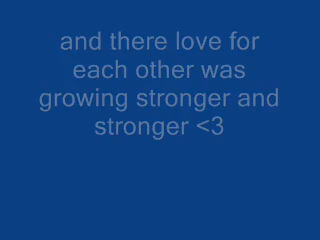 and there love for
each other was
growing stronger and
stronger <3